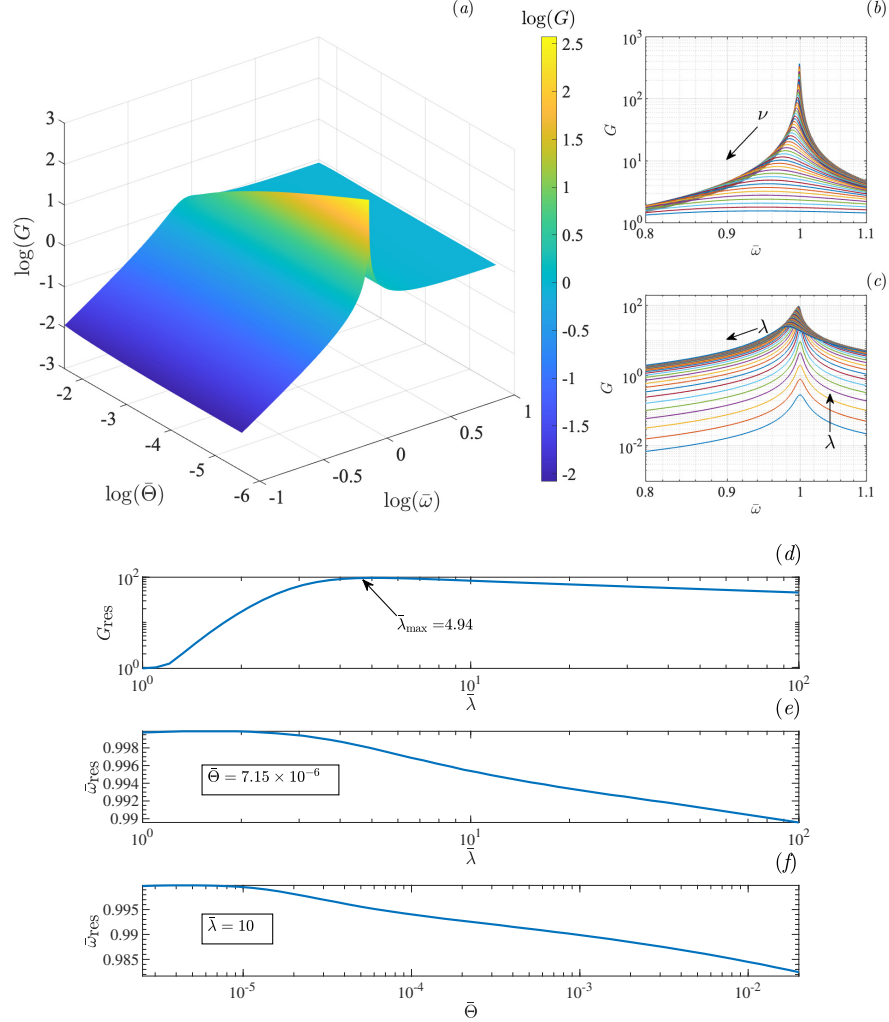 (a)
log(G)
3
2
1
0
-1
-2
-3
log(G)
-2
-3
-4
-5
-6
log(Θ̄)
-1
-0.5
0
0.5
1
log(ω̄)
2.5
2
1.5
1
0.5
0
-0.5
-1
-1.5
-2
(b)
10³
10²
10¹
10⁰
G
ν
0.8
0.9
1
1.1
ω̄
(c)
10²
10⁰
10⁻²
G
λ
λ
0.8
0.9
1
1.1
ω̄
(d)
10²
10⁰
G_res
λ̄_max =4.94
10⁰
10¹
10²
λ̄
(e)
0.998
0.996
0.994
0.992
0.99
ω̄_res
Θ̄ = 7.15 × 10⁻⁶
10⁰
10¹
10²
λ̄
(f)
0.995
0.99
0.985
ω̄_res
λ̄ = 10
10⁻⁵
10⁻⁴
10⁻³
10⁻²
Θ̄